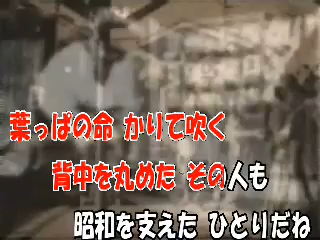 葉っぱの命 かりて吹く
背中を丸めた その人も
昭和を支えた ひとりだね